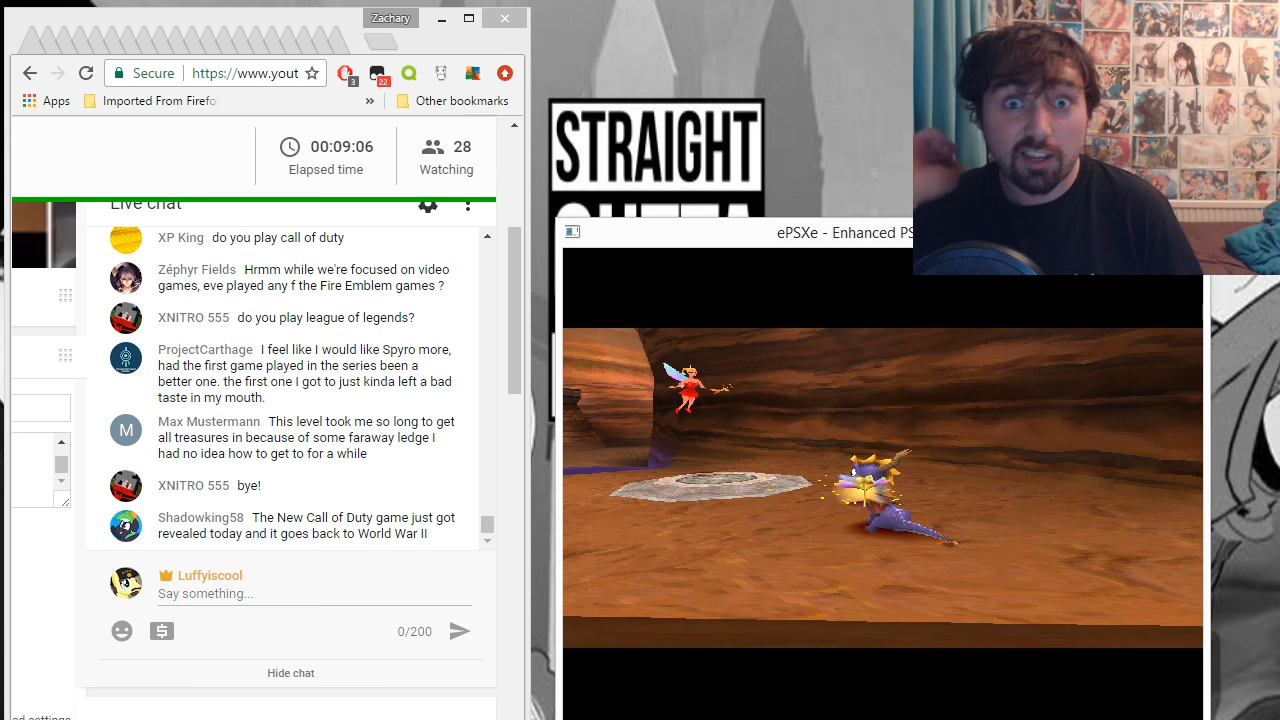 Zachary
Secure
https://www.yout
3
22
Apps
Imported From Firefo
»
Other bookmarks
00:09:06
Elapsed time
28
Watching
Live chat
XP King do you play call of duty
Zéphyr Fields Hrmm while we're focused on video
games, eve played any f the Fire Emblem games ?
XNITRO 555 do you play league of legends?
ProjectCarthage I feel like I would like Spyro more,
had the first game played in the series been a
better one. the first one I got to just kinda left a bad
taste in my mouth.
M
Max Mustermann This level took me so long to get
all treasures in because of some faraway ledge I
had no idea how to get to for a while
XNITRO 555 bye!
Shadowking58 The New Call of Duty game just got
revealed today and it goes back to World War II
Luffyiscool
Say something...
0/200
Hide chat
ed settings
STRAIGHT
OUTTA
ePSXe - Enhanced PS